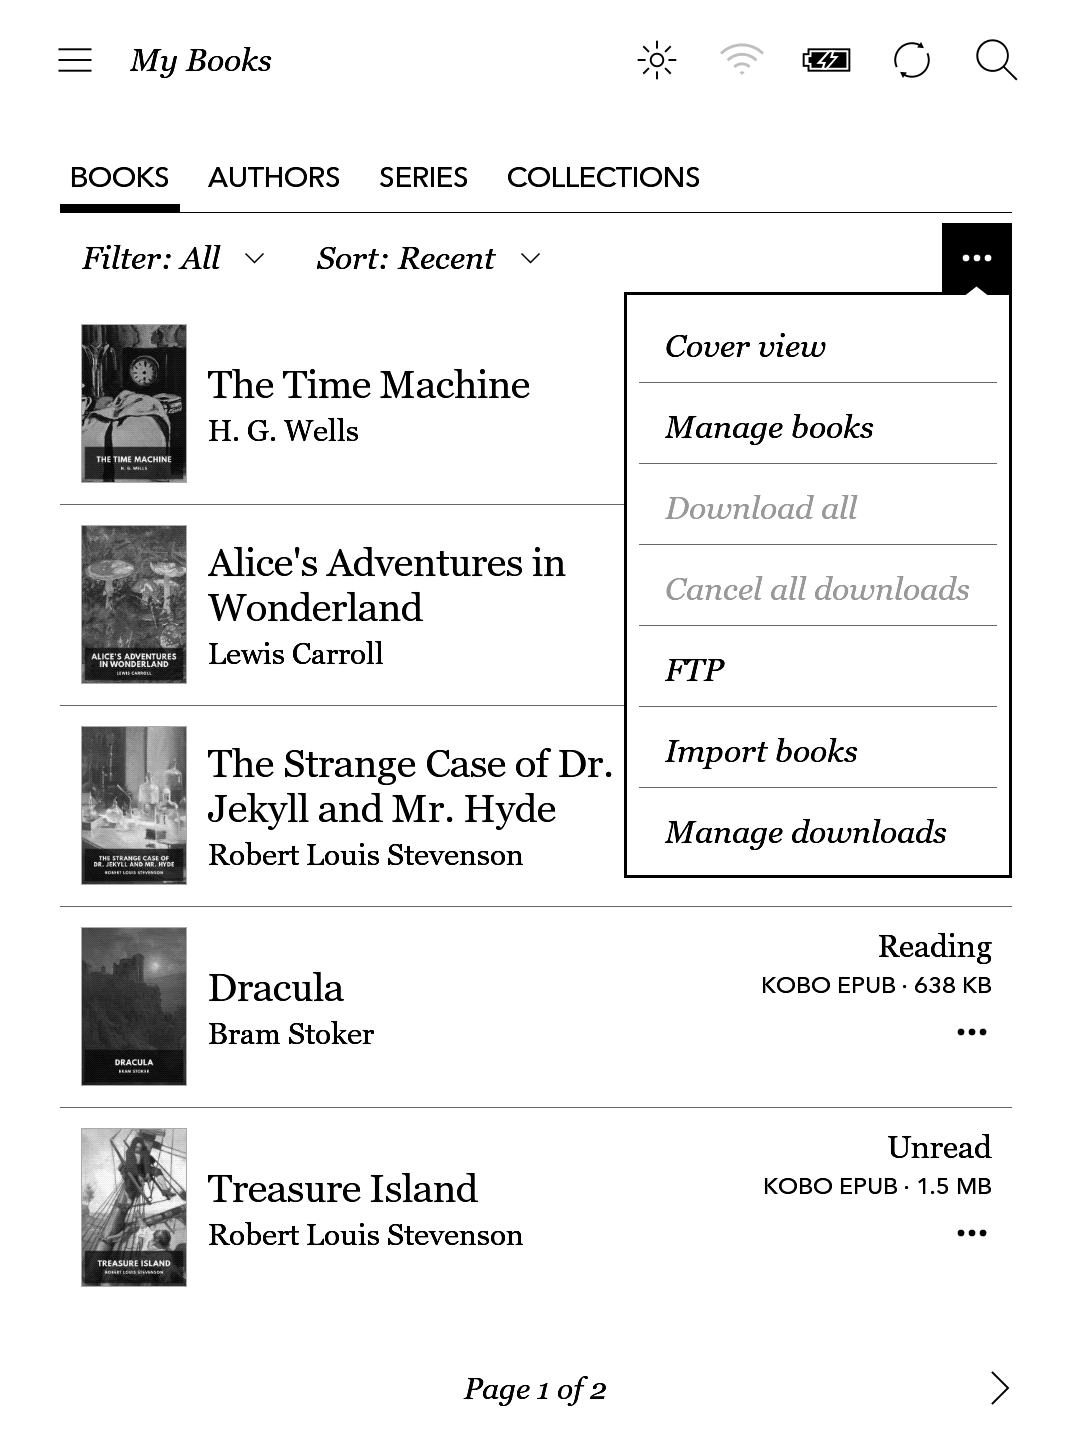 My Books
BOOKS AUTHORS SERIES COLLECTIONS
Filter: All Sort: Recent
Cover view
Manage books
Download all
Cancel all downloads
FTP
Import books
Manage downloads
THE TIME MACHINE
H. G. WELLS
The Time Machine
H. G. Wells
ALICE'S ADVENTURES
IN WONDERLAND
LEWIS CARROLL
Alice's Adventures in
Wonderland
Lewis Carroll
THE STRANGE CASE OF
DR. JEKYLL AND MR. HYDE
ROBERT LOUIS STEVENSON
The Strange Case of Dr.
Jekyll and Mr. Hyde
Robert Louis Stevenson
DRACULA
BRAM STOKER
Dracula
Bram Stoker
Reading
KOBO EPUB · 638 KB
TREASURE ISLAND
ROBERT LOUIS STEVENSON
Treasure Island
Robert Louis Stevenson
Unread
KOBO EPUB · 1.5 MB
Page 1 of 2